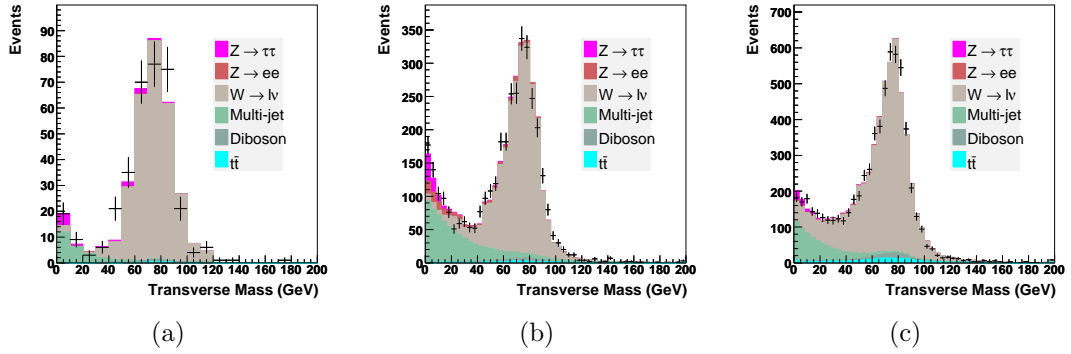 Events
90
80
70
60
50
40
30
20
10
0
0 20 40 60 80 100 120 140 160 180 200
Transverse Mass (GeV)
Z → ττ
Z → ee
W → lν
Multi-jet
Diboson
tt̄
(a)
Events
350
300
250
200
150
100
50
0
0 20 40 60 80 100 120 140 160 180 200
Transverse Mass (GeV)
Z → ττ
Z → ee
W → lν
Multi-jet
Diboson
tt̄
(b)
Events
700
600
500
400
300
200
100
0
0 20 40 60 80 100 120 140 160 180 200
Transverse Mass (GeV)
Z → ττ
Z → ee
W → lν
Multi-jet
Diboson
tt̄
(c)